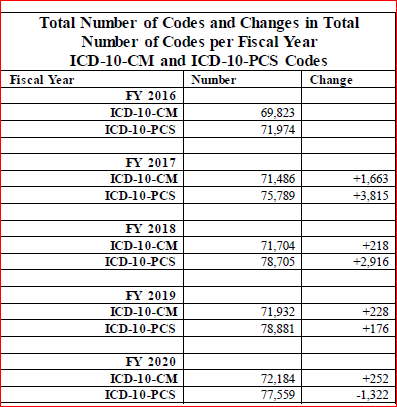 Total Number of Codes and Changes in Total
Number of Codes per Fiscal Year
ICD-10-CM and ICD-10-PCS Codes
Fiscal Year Number Change
FY 2016
ICD-10-CM 69,823
ICD-10-PCS 71,974
FY 2017
ICD-10-CM 71,486 +1,663
ICD-10-PCS 75,789 +3,815
FY 2018
ICD-10-CM 71,704 +218
ICD-10-PCS 78,705 +2,916
FY 2019
ICD-10-CM 71,932 +228
ICD-10-PCS 78,881 +176
FY 2020
ICD-10-CM 72,184 +252
ICD-10-PCS 77,559 -1,322